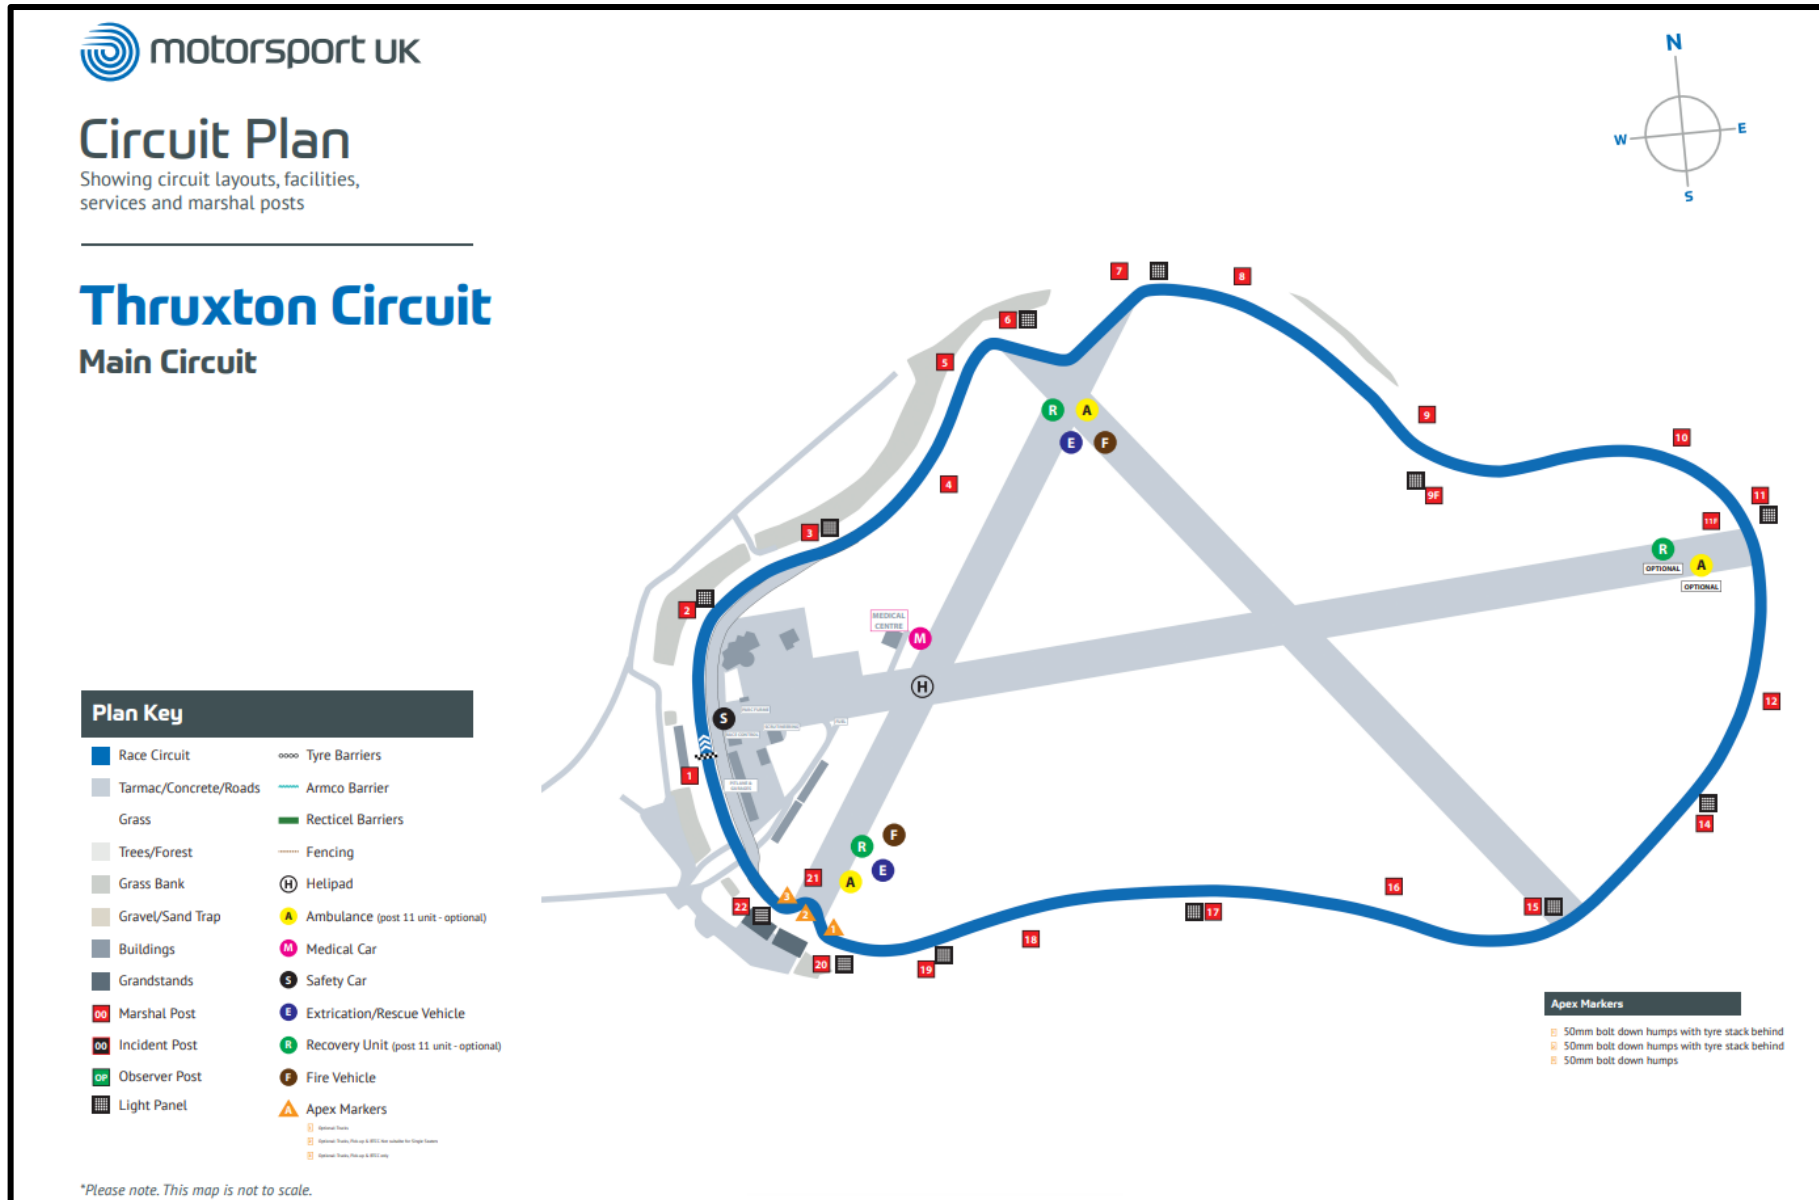 motorsport UK
Circuit Plan
Showing circuit layouts, facilities,
services and marshal posts
Thruxton Circuit
Main Circuit
N
W
E
S
7
8
6
5
R
A
E
F
9
10
4
9F
11
11F
3
R
OPTIONAL
A
OPTIONAL
2
MEDICAL
CENTRE
M
H
S
12
1
14
F
R
E
A
21
3
2
1
22
16
15
17
18
20
19
Plan Key
Race Circuit
Tarmac/Concrete/Roads
Grass
Trees/Forest
Grass Bank
Gravel/Sand Trap
Buildings
Grandstands
00 Marshal Post
00 Incident Post
OP Observer Post
Light Panel
Tyre Barriers
Armco Barrier
Recticel Barriers
Fencing
H Helipad
A Ambulance (post 11 unit - optional)
M Medical Car
S Safety Car
E Extrication/Rescue Vehicle
R Recovery Unit (post 11 unit - optional)
F Fire Vehicle
A Apex Markers
Apex Markers
50mm bolt down humps with tyre stack behind
50mm bolt down humps with tyre stack behind
50mm bolt down humps
*Please note. This map is not to scale.